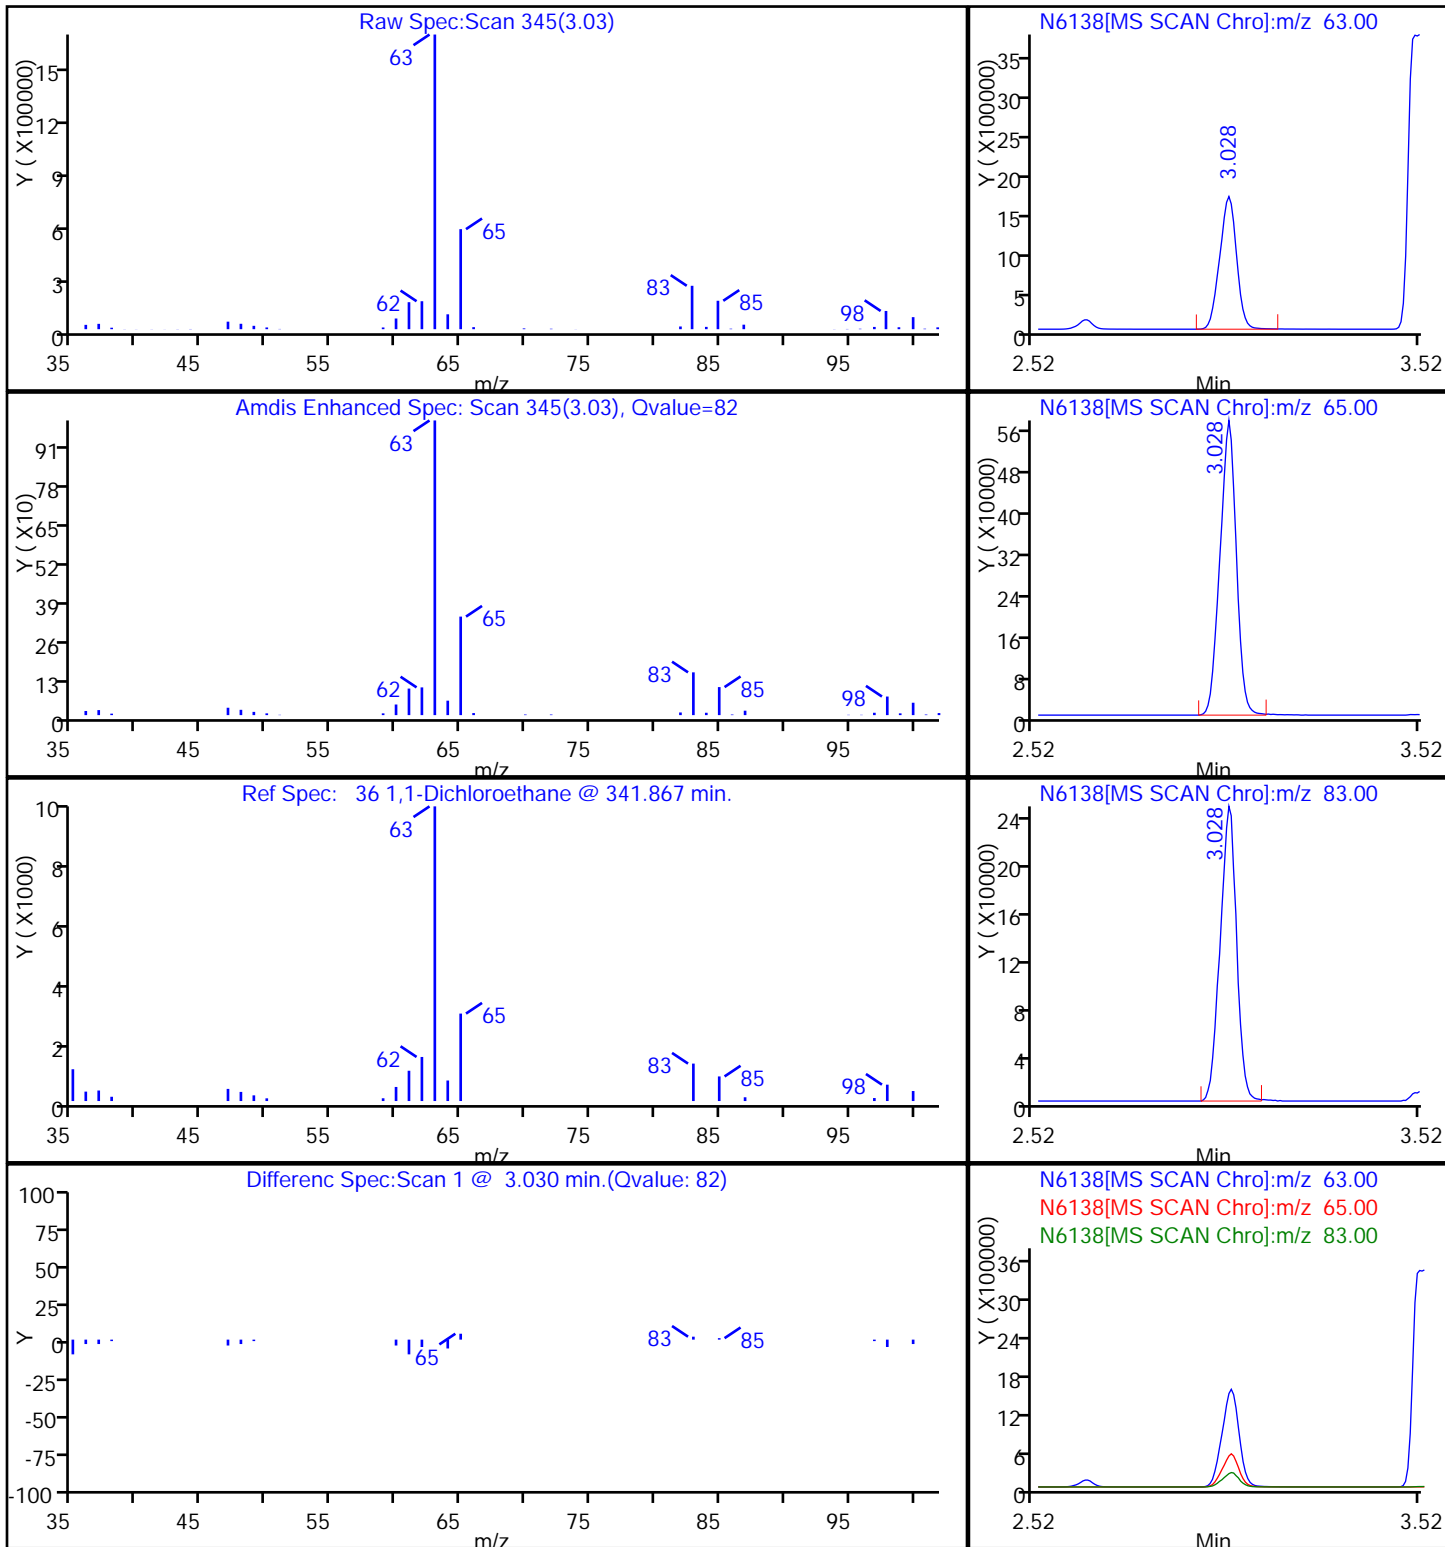 Raw Spec:Scan 345(3.03)
Y ( X100000)
15
12
9
6
3
0
63
65
62
83
85
98
35 45 55 65 75 85 95
m/z
N6138[MS SCAN Chro]:m/z 63.00
Y ( X100000)
35
30
25
20
15
10
5
0
3.028
2.52 3.52
Min
Amdis Enhanced Spec: Scan 345(3.03), Qvalue=82
Y ( X10)
91
78
65
52
39
26
13
0
63
65
62
83
85
98
35 45 55 65 75 85 95
m/z
N6138[MS SCAN Chro]:m/z 65.00
Y ( X10000)
56
48
40
32
24
16
8
0
3.028
2.52 3.52
Min
Ref Spec: 36 1,1-Dichloroethane @ 341.867 min.
Y ( X1000)
10
8
6
4
2
0
63
65
62
83
85
98
35 45 55 65 75 85 95
m/z
N6138[MS SCAN Chro]:m/z 83.00
Y ( X10000)
24
20
16
12
8
4
0
3.028
2.52 3.52
Min
Differenc Spec:Scan 1 @ 3.030 min.(Qvalue: 82)
Y
100
75
50
25
0
-25
-50
-75
-100
65
83
85
35 45 55 65 75 85 95
m/z
N6138[MS SCAN Chro]:m/z 63.00
N6138[MS SCAN Chro]:m/z 65.00
N6138[MS SCAN Chro]:m/z 83.00
Y ( X100000)
36
30
24
18
12
6
0
2.52 3.52
Min